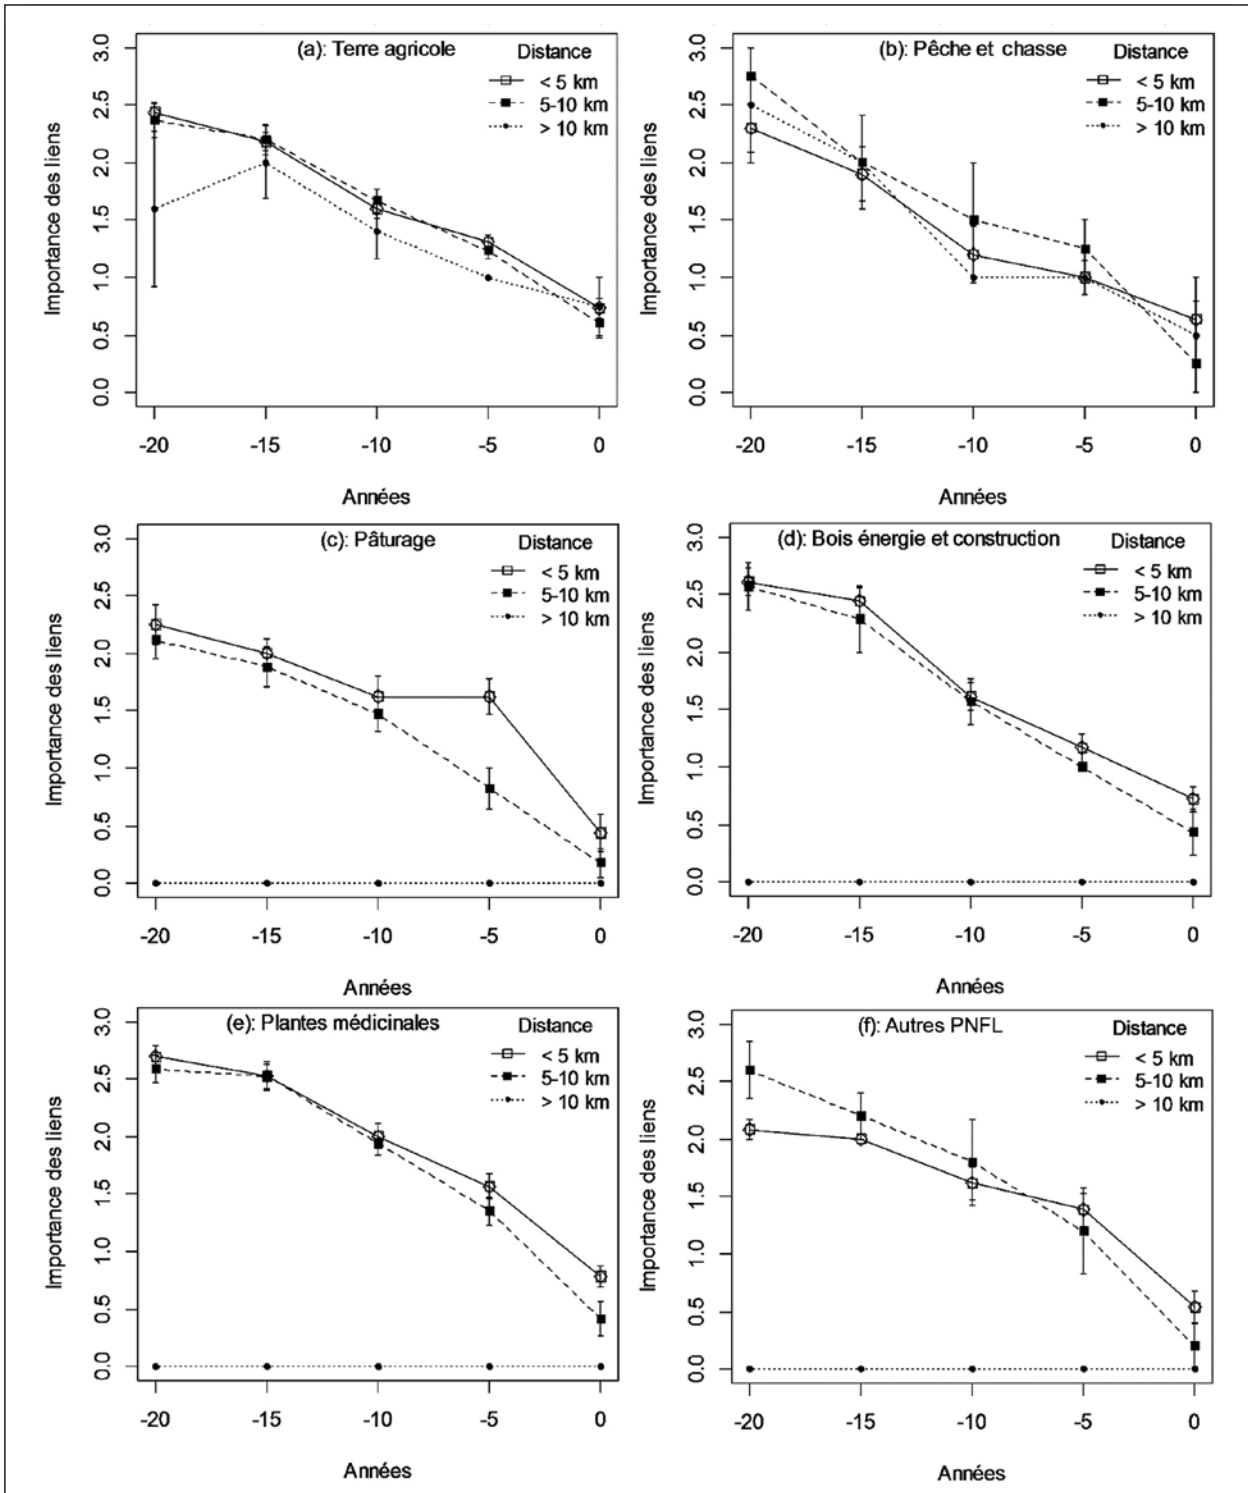 (a): Terre agricole
Distance
< 5 km
5-10 km
> 10 km
Importance des liens
3.0
2.5
2.0
1.5
1.0
0.5
0.0
-20 -15 -10 -5 0
Années
(b): Pêche et chasse
Distance
< 5 km
5-10 km
> 10 km
Importance des liens
3.0
2.5
2.0
1.5
1.0
0.5
0.0
-20 -15 -10 -5 0
Années
(c): Pâturage
Distance
< 5 km
5-10 km
> 10 km
Importance des liens
3.0
2.5
2.0
1.5
1.0
0.5
0.0
-20 -15 -10 -5 0
Années
(d): Bois énergie et construction
Distance
< 5 km
5-10 km
> 10 km
Importance des liens
3.0
2.5
2.0
1.5
1.0
0.5
0.0
-20 -15 -10 -5 0
Années
(e): Plantes médicinales
Distance
< 5 km
5-10 km
> 10 km
Importance des liens
3.0
2.5
2.0
1.5
1.0
0.5
0.0
-20 -15 -10 -5 0
Années
(f): Autres PNFL
Distance
< 5 km
5-10 km
> 10 km
Importance des liens
3.0
2.5
2.0
1.5
1.0
0.5
0.0
-20 -15 -10 -5 0
Années